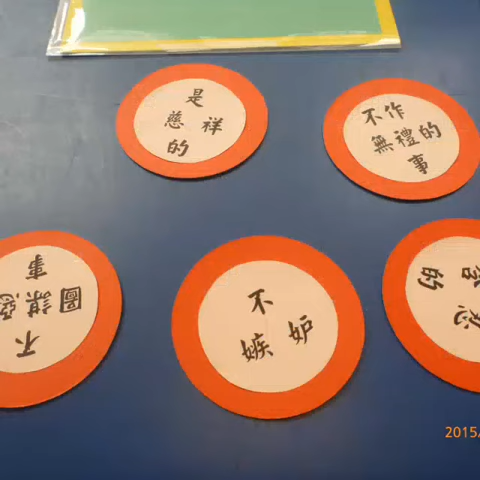 是
慈祥
的
不作
無禮的
事
不
圖謀
事
不
嫉妒
的
2015/